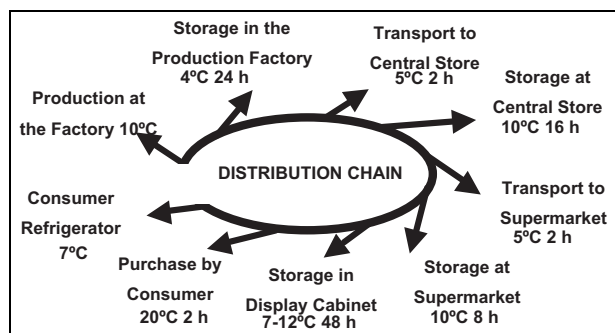 Production at
the Factory 10ºC
Storage in the
Production Factory
4ºC 24 h
Transport to
Central Store
5ºC 2 h
Storage at
Central Store
10ºC 16 h
DISTRIBUTION CHAIN
Transport to
Supermarket
5ºC 2 h
Storage at
Supermarket
10ºC 8 h
Storage in
Display Cabinet
7-12ºC 48 h
Purchase by
Consumer
20ºC 2 h
Consumer
Refrigerator
7ºC